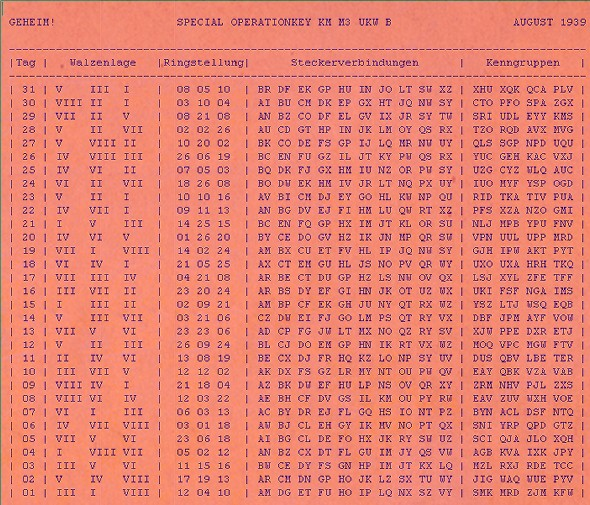 GEHEIM! SPECIAL OPERATIONKEY KM M3 UKW B AUGUST 1939
|Tag | Walzenlage |Ringstellung| Steckerverbindungen | Kenngruppen |
| 31 | V III I | 08 05 10 | BR DF EK GP HU IN JO LT SW XZ | XHU XQK QCA PLV |
| 30 | VIII II I | 03 10 04 | AI BU CM DK EP GX HT JQ NW SY | CTO PFO SPA ZGX |
| 29 | VII II V | 08 21 08 | AN BZ CO DF EL GV IX JR SY TW | SRI UDL EYY KMS |
| 28 | V II VII | 02 02 26 | AU CD GT HP IN JK LM OY QS RX | TZO RQD AVX MVG |
| 27 | V VIII II | 10 20 02 | BK CO DE FS GP IJ LQ MR NW UY | QLS SGP NPD UQU |
| 26 | IV VIII III | 26 06 19 | BC EN FU GZ IL JT KY PW QS RX | YUC GEH KAC VXJ |
| 25 | IV VII II | 07 05 03 | BQ DK FJ GX HM IU NZ OR PW SY | UZG CYZ WLQ AUC |
| 24 | VI II VII | 18 26 08 | BO DW EK HM IV JR LT NQ PX UY | IUO MYF YSP OGD |
| 23 | V II I | 10 10 16 | AV BI CM DJ EY GO HL KW NP QU | RID TKA TIV PUA |
| 22 | IV VII I | 09 11 13 | AN BG DV EJ FI HM LU QW RT XZ | PFS XZA NZO GMI |
| 21 | I V III | 14 25 15 | BC EN FQ GP HX IM JT KL OR SU | NLJ MPB YPU FNV |
| 20 | IV VI V | 01 26 20 | BY CE DO GV HZ IK JN MP QR SW | VPN UUL UPP MRD |
| 19 | VII I VIII | 14 02 24 | AM BX CU ET FV HL IP JQ NW SY | GJH IPW AKT PYT |
| 18 | VI IV I | 21 05 25 | AX CT EM GU HL JS NO PV QR WY | UXO UXA HRH TKQ |
| 17 | VII III IV | 04 21 08 | AR BE CT DU GP HZ LS NW OV QX | LSJ XYL ZFE TFF |
| 16 | III VIII II | 23 20 24 | AR BS DY EF GI HN JK OT UZ WX | UKI FSF NGA IMS |
| 15 | I III II | 02 09 21 | AM BP CF EK GH JU NY QT RX WZ | YSZ LTJ WSQ EQB |
| 14 | V VII III | 03 21 06 | CZ DW EI FJ GO LM PS QT RY VX | DBF JPM AYF VOW |
| 13 | VII V VI | 23 23 06 | AD CP FG JW LT MX NO QZ RY SV | XJW PPE DXR ETJ |
| 12 | V II III | 26 09 24 | BL CJ DO EM GP HN IK RT VX WZ | MOQ VPC MGW FTV |
| 11 | II IV VI | 13 08 19 | BE CX DJ FR HQ KZ LO NP SY UV | DUS QBV LBE TER |
| 10 | III VII V | 12 12 02 | AK DX FS GZ LR MY NT OU PW QV | EAY QBK VZA VAB |
| 09 | VIII IV I | 21 18 04 | AZ BK DW EF HU LP NS OV QR XY | ZRM NHV PJL ZXS |
| 08 | VIII VI IV | 12 03 22 | AE BH CF DV GS IL KM OU PY RW | EAV ZUV WXH VOE |
| 07 | VI I III | 06 03 13 | AC BY DR EJ FL GQ HS IO NT PZ | BYN ACL DSF NTQ |
| 06 | IV VII VIII | 03 01 18 | AW BJ CL EH GY IK MV NO PT QX | SNI YRP QPD GTZ |
| 05 | VII V VI | 23 06 18 | AI BG CL DE FO HX JK RY SW UZ | SCI QJA JLO XQH |
| 04 | I VIII VII | 05 02 12 | AN BZ CX DT FL GU IM JY QS VW | AGB KVA IXK JPY |
| 03 | III V VI | 11 15 16 | BW CE DY FS GN HP IM JT KX LQ | MZL RXJ RDE TCC |
| 02 | V IV VIII | 17 19 13 | AR CM DN GP HO JK LZ SX TU WY | JIG WAQ WUE PYV |
| 01 | III I VIII | 12 04 10 | AM DG ET FU HO IP LQ NX SZ VY | SMK MRD ZJM KFW |